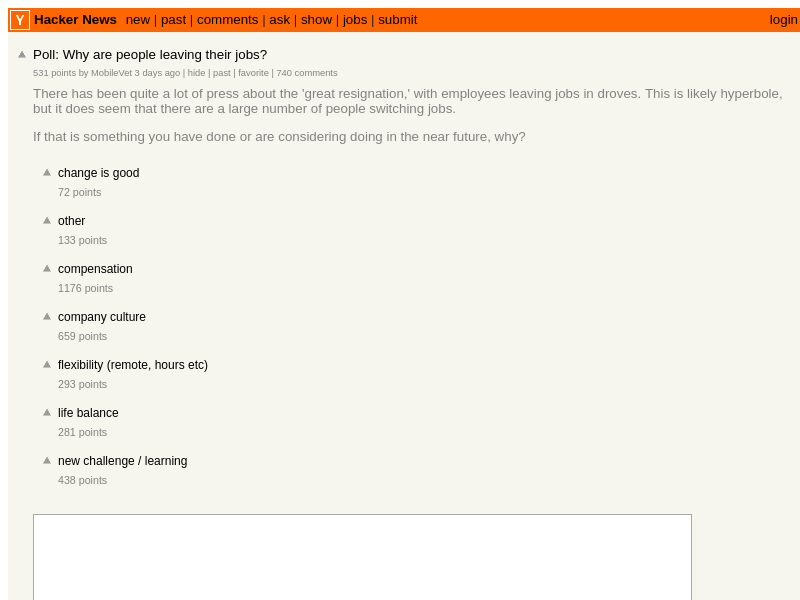 Y Hacker News new | past | comments | ask | show | jobs | submit login
Poll: Why are people leaving their jobs?
531 points by MobileVet 3 days ago | hide | past | favorite | 740 comments
There has been quite a lot of press about the 'great resignation,' with employees leaving jobs in droves. This is likely hyperbole,
but it does seem that there are a large number of people switching jobs.
If that is something you have done or are considering doing in the near future, why?
change is good
72 points
other
133 points
compensation
1176 points
company culture
659 points
flexibility (remote, hours etc)
293 points
life balance
281 points
new challenge / learning
438 points